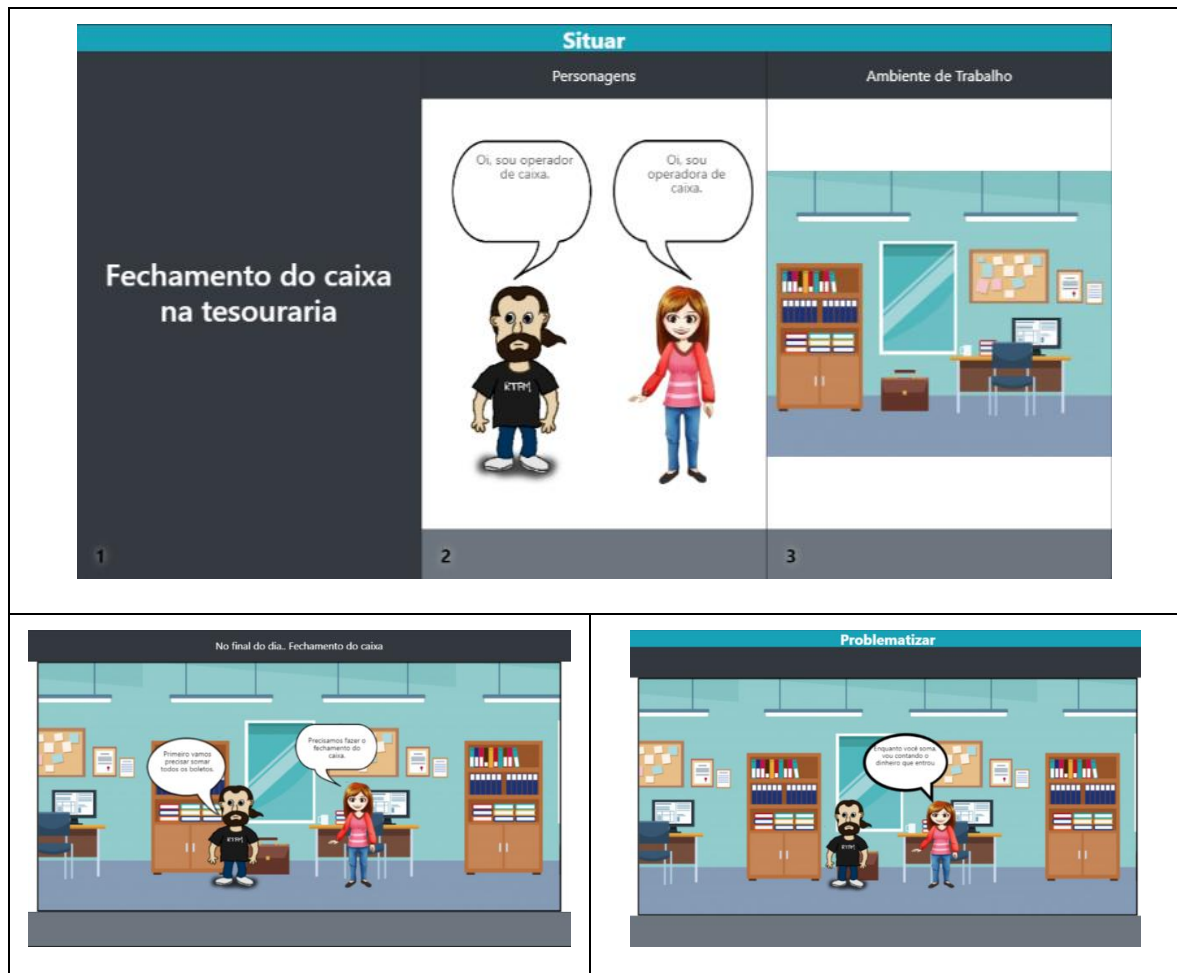 Situar
Fechamento do caixa
na tesouraria
Personagens
Ambiente de Trabalho
Oi, sou operador
de caixa.
Oi, sou
operadora de
caixa.
1
2
3
No final do dia.. Fechamento do caixa
Primeiro vamos
precisar somar
todos os boletos.
Precisamos fazer o
fechamento do
caixa.
Problematizar
Enquanto você soma,
vou contando o
dinheiro que entrou